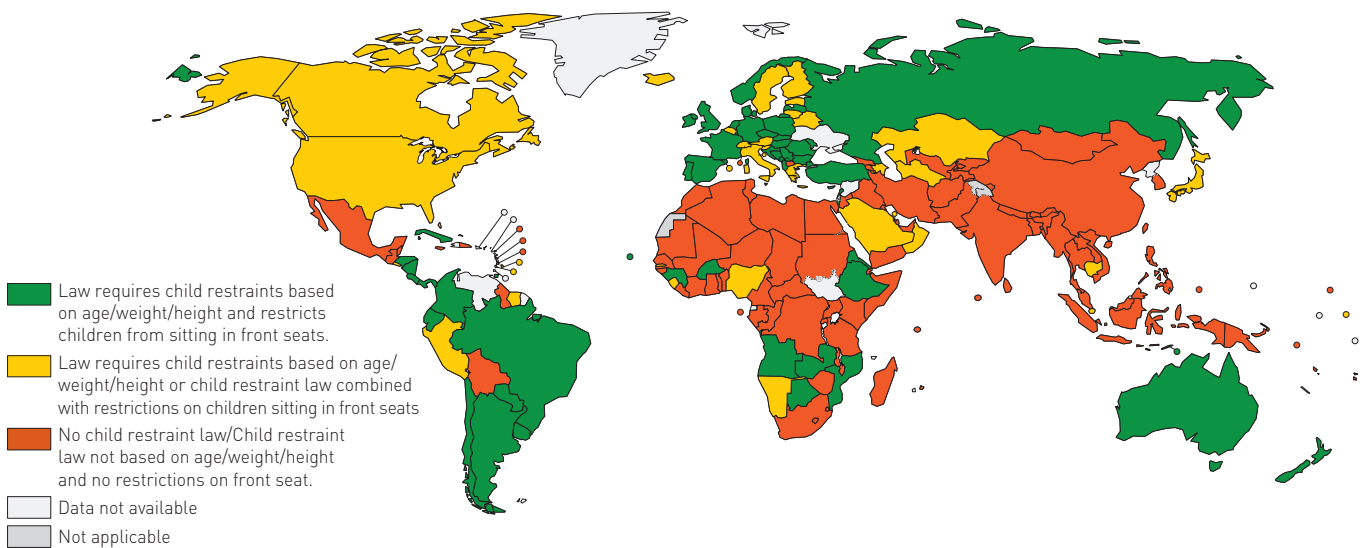 Law requires child restraints based
on age/weight/height and restricts
children from sitting in front seats.
Law requires child restraints based on age/
weight/height or child restraint law combined
with restrictions on children sitting in front seats
No child restraint law/Child restraint
law not based on age/weight/height
and no restrictions on front seat.
Data not available
Not applicable